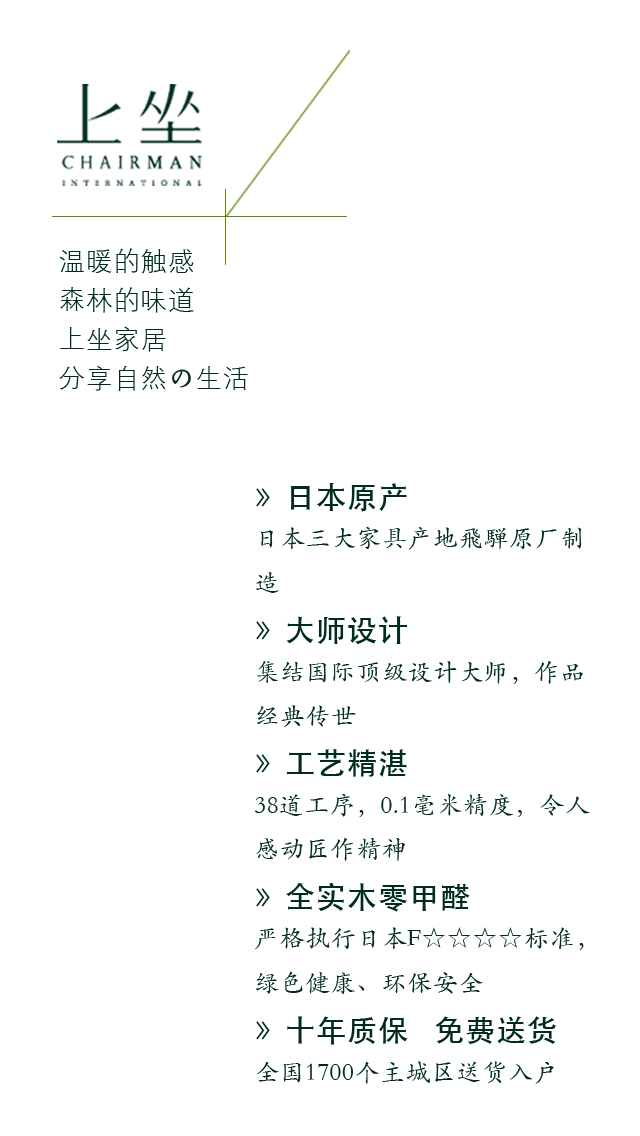 上坐
CHAIRMAN
INTERNATIONAL
温暖的触感
森林的味道
上坐家居
分享自然の生活
» 日本原产
日本三大家具产地飛騨原厂制
造
» 大师设计
集结国际顶级设计大师，作品
经典传世
» 工艺精湛
38道工序，0.1毫米精度，令人
感动匠作精神
» 全实木零甲醛
严格执行日本F☆☆☆☆标准，
绿色健康、环保安全
» 十年质保 免费送货
全国1700个主城区送货入户